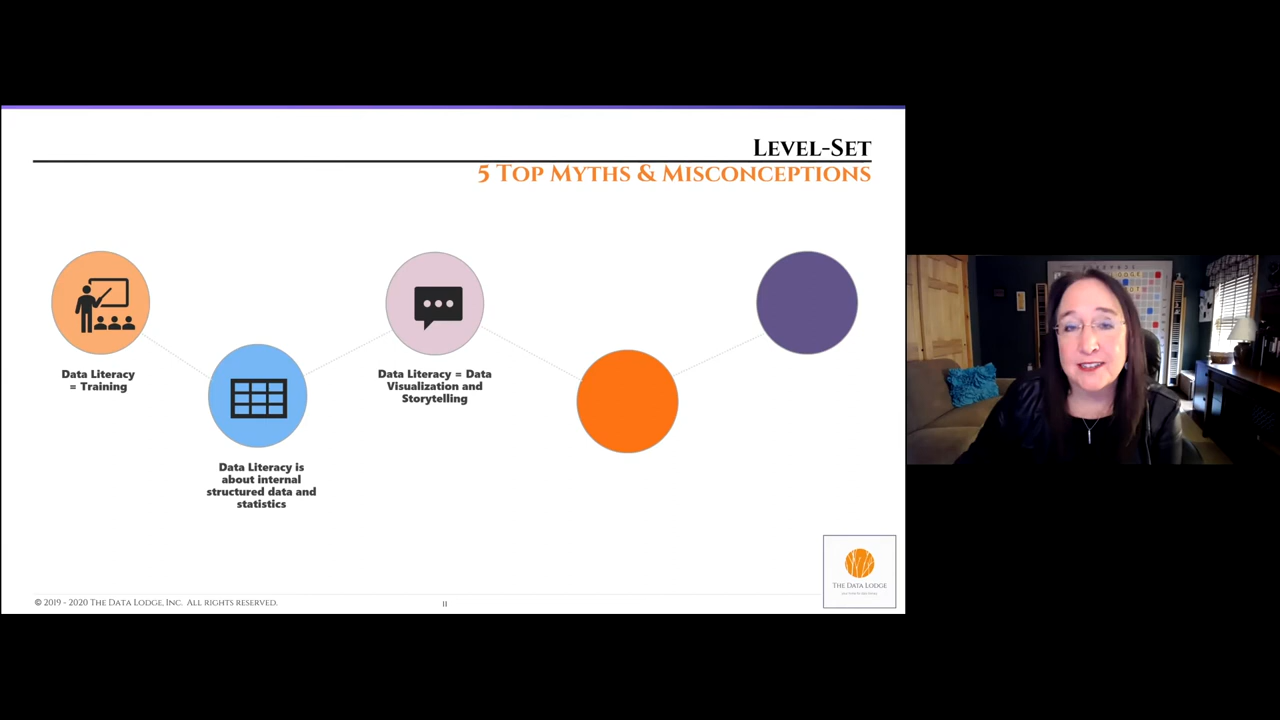 Level-Set
5 Top Myths & Misconceptions
Data Literacy
= Training
Data Literacy is
about internal
structured data and
statistics
Data Literacy = Data
Visualization and
Storytelling
The Data Lodge
© 2019 - 2020 The Data Lodge, Inc. All rights reserved.
11